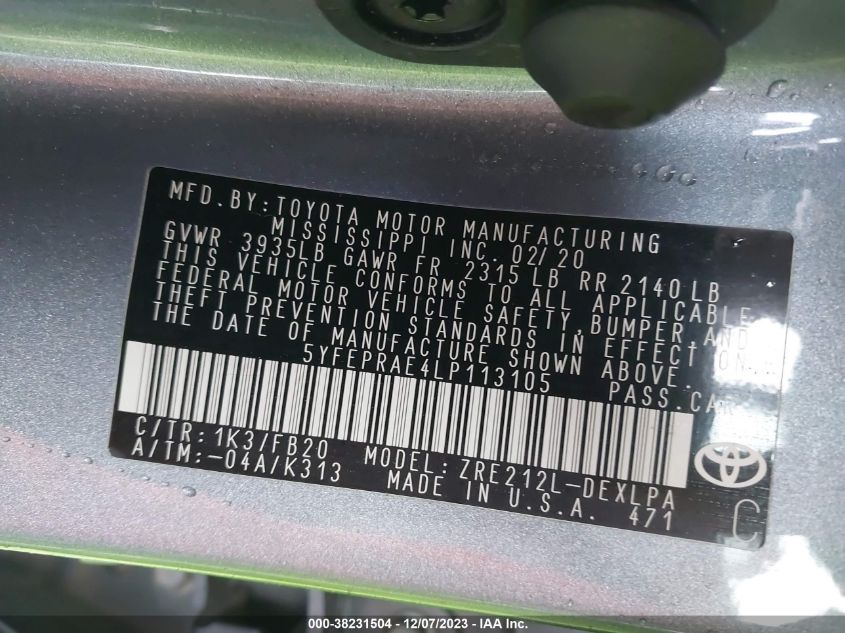 MFD. BY: TOYOTA MOTOR MANUFACTURING
MISSISSIPPI INC. 02/20
GVWR 3935LB GAWR FR 2315 LB RR 2140 LB
THIS VEHICLE CONFORMS TO ALL APPLICABLE
FEDERAL MOTOR VEHICLE SAFETY, BUMPER, AND
THEFT PREVENTION STANDARDS IN EFFECT ON
THE DATE OF MANUFACTURE SHOWN ABOVE.
5YFEPRAE4LP113105 PASS.CAR
C/TR: 1K3/FB20 MODEL: ZRE212L-DEXLPA
A/TM: -04A/K313 MADE IN U.S.A. 471
C
000-38231504 - 12/07/2023 - IAA Inc.